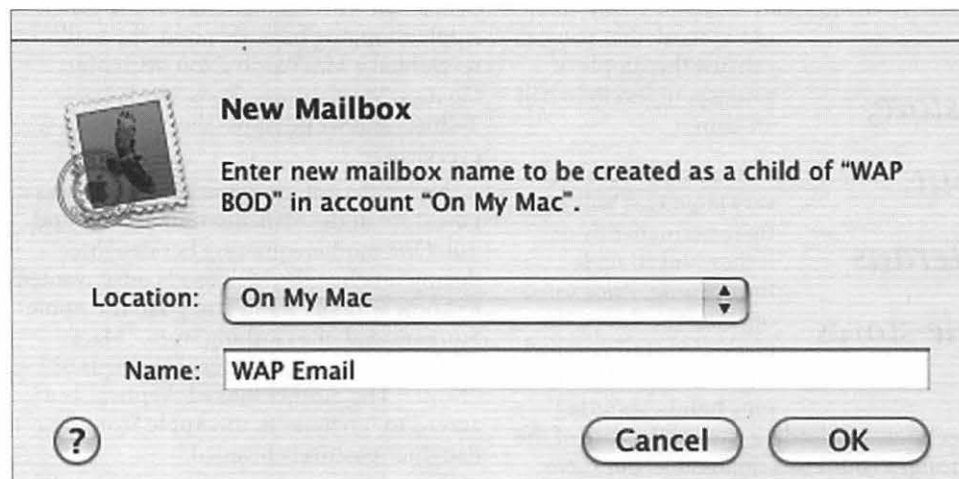 New Mailbox
Enter new mailbox name to be created as a child of “WAP
BOD” in account “On My Mac”.
Location: On My Mac
Name: WAP Email
? Cancel OK